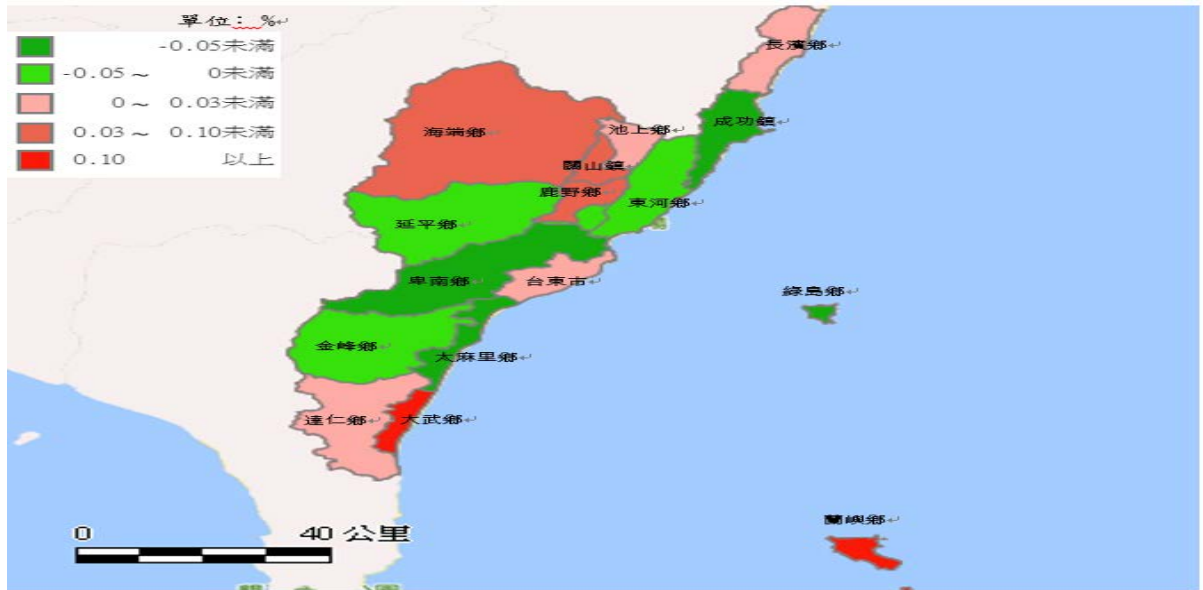 單位：%
-0.05未滿
-0.05～ 0未滿
0～ 0.03未滿
0.03～ 0.10未滿
0.10 以上
長濱鄉
成功鎮
海端鄉
池上鄉
關山鎮
鹿野鄉
東河鄉
延平鄉
卑南鄉
台東市
綠島鄉
金峰鄉
太麻里鄉
達仁鄉
大武鄉
蘭嶼鄉
0 40 公里